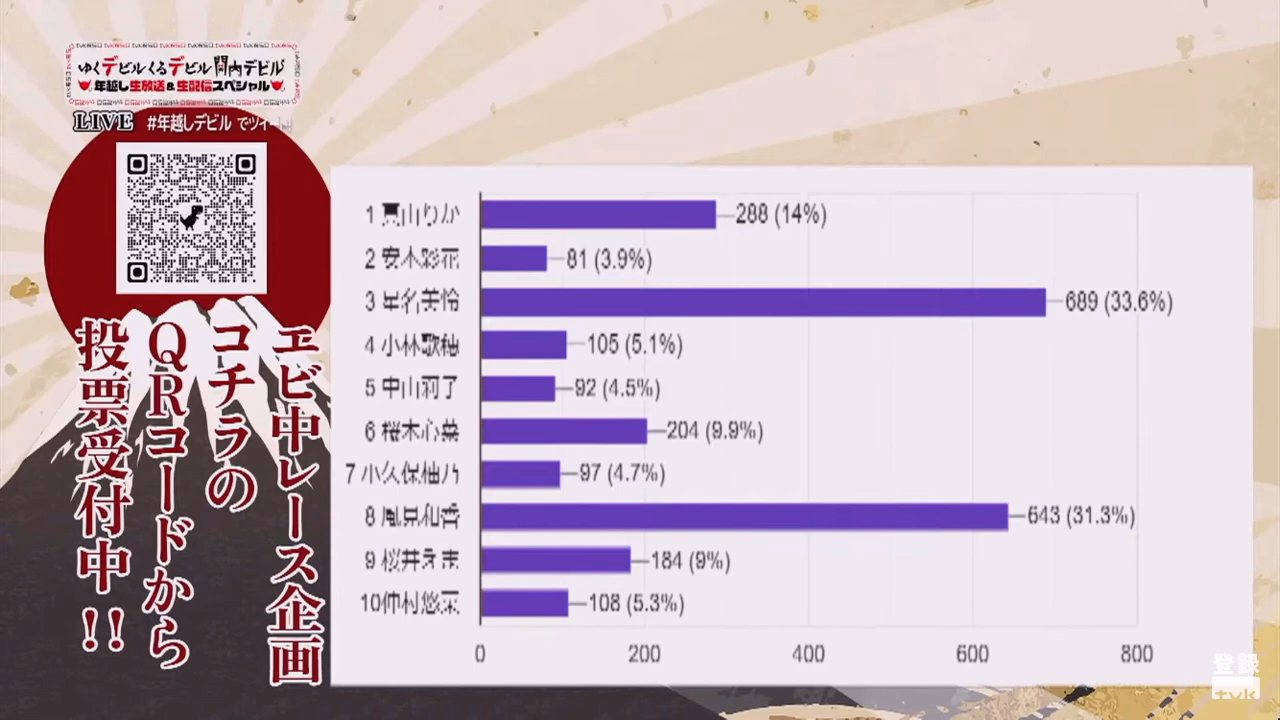 ゆくデビルくるデビル 関内デビル
年越し生放送&生配信スペシャル
LIVE #年越しデビル でツイート
エビ中レース企画
コチラの
QRコードから
投票受付中!!
1 真山りか 288 (14%)
2 安本彩花 81 (3.9%)
3 星名美怜 689 (33.6%)
4 小林歌穂 105 (5.1%)
5 中山莉子 92 (4.5%)
6 桜木心菜 204 (9.9%)
7 小久保柚乃 97 (4.7%)
8 風見和香 643 (31.3%)
9 桜井えま 184 (9%)
10仲村悠菜 108 (5.3%)
0 200 400 600 800
登録
tvk